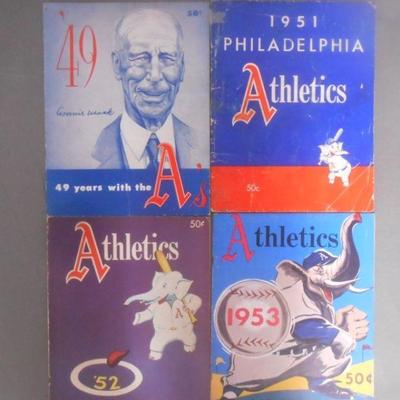 '49
50¢
Connie Mack
49 years with the A's
1951
PHILADELPHIA
Athletics
50c
50¢
Athletics
A
'52
Athletics
A
1953
50¢